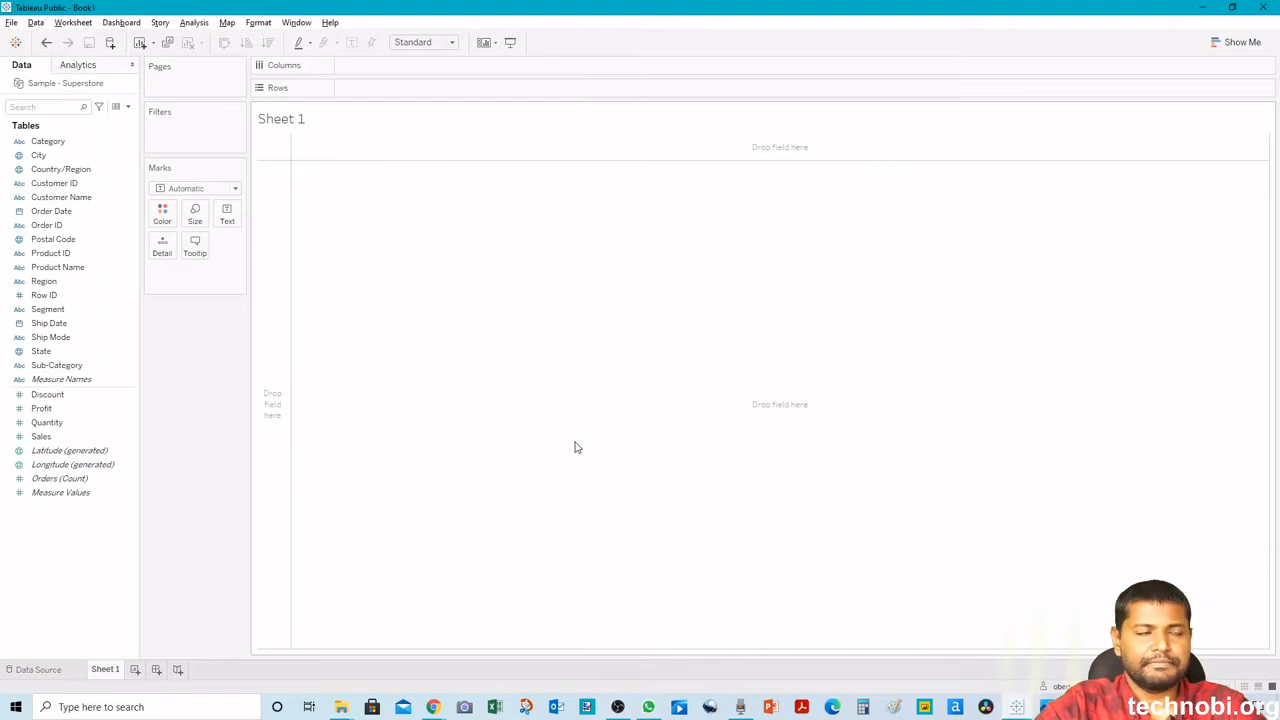 Tableau Public - Book1
File Data Worksheet Dashboard Story Analysis Map Format Window Help
Standard
Show Me
Data Analytics
Pages
Columns
Sample - Superstore
Rows
Search
Filters
Sheet 1
Tables
Category
City
Country/Region
Customer ID
Customer Name
Order Date
Order ID
Postal Code
Product ID
Product Name
Region
Row ID
Segment
Ship Date
Ship Mode
State
Sub-Category
Measure Names
Discount
Profit
Quantity
Sales
Latitude (generated)
Longitude (generated)
Orders (Count)
Measure Values
Marks
Automatic
Color Size Text
Detail Tooltip
Drop field here
Drop
field
here
Drop field here
Data Source
Sheet 1
Type here to search
technobi.org